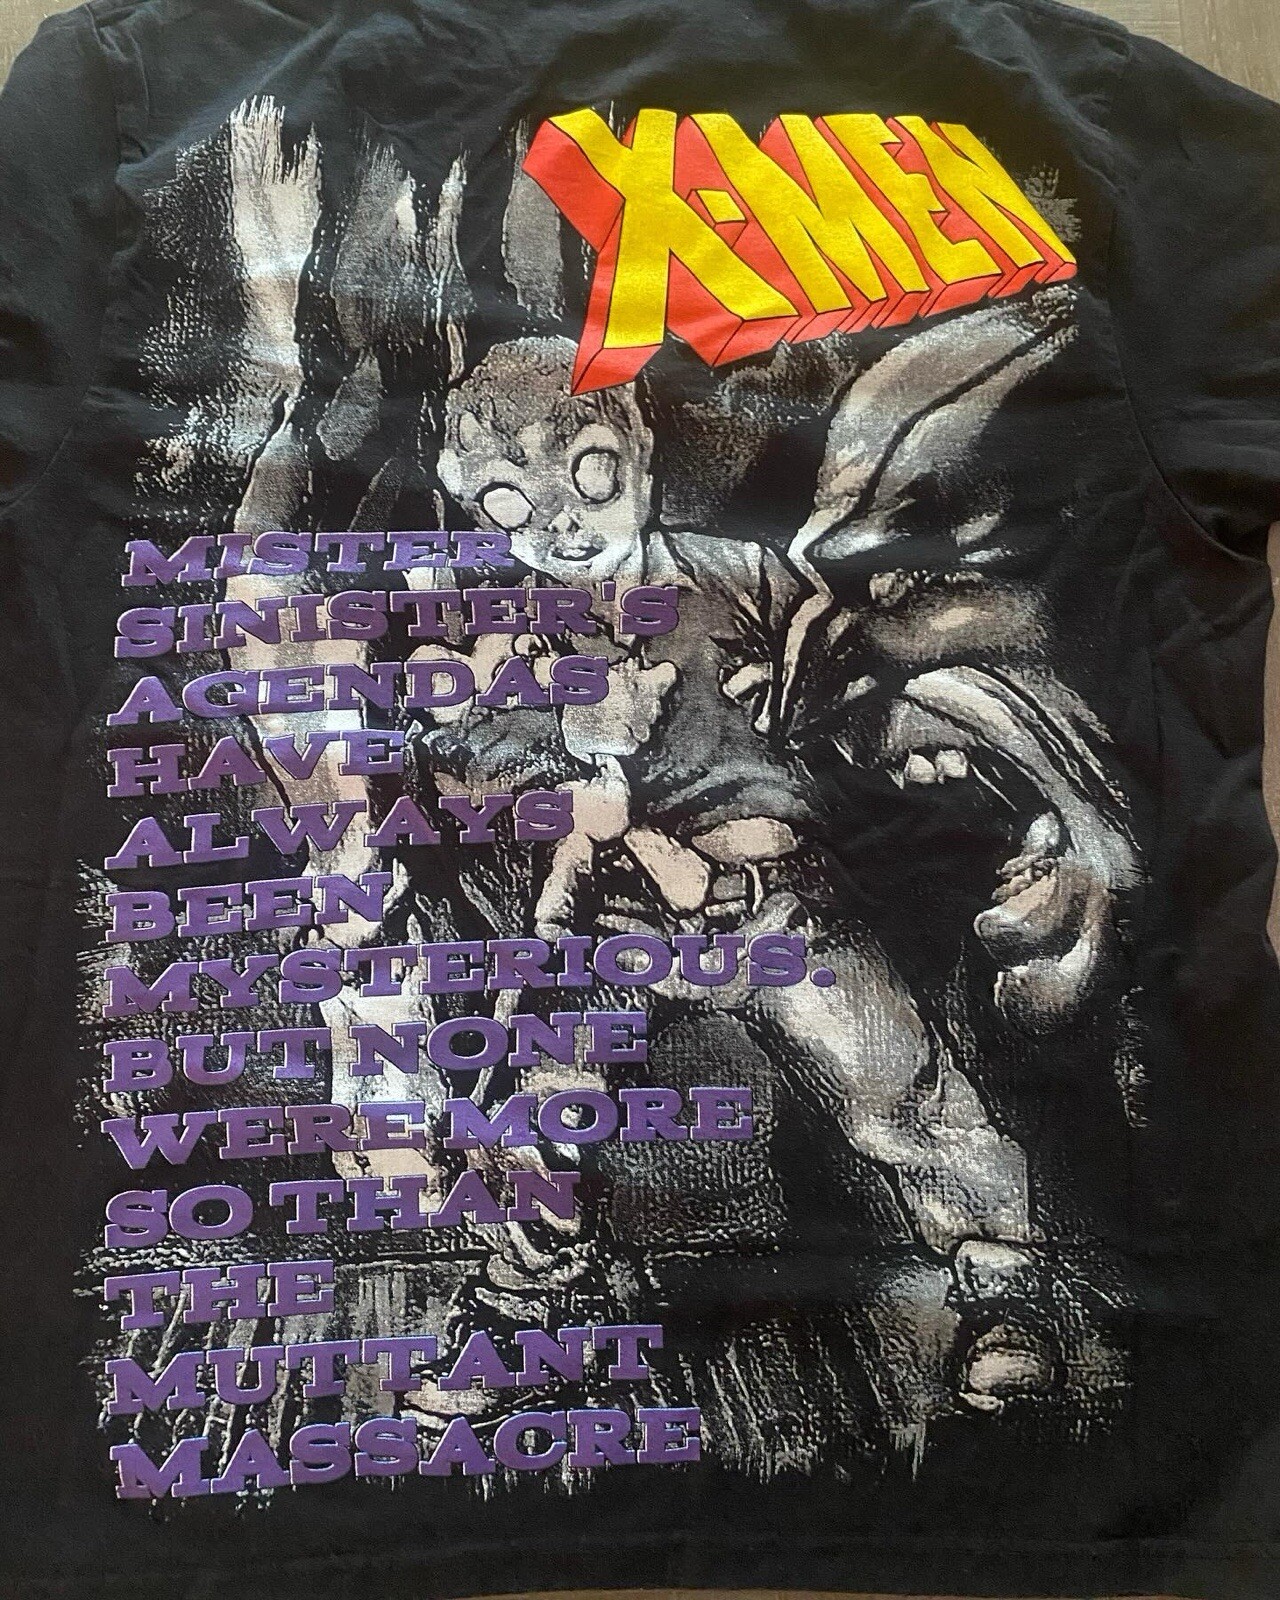 X-MEN
MISTER
SINISTER'S
AGENDAS
HAVE
ALWAYS
BEEN
MYSTERIOUS.
BUT NONE
WERE MORE
SO THAN
THE
MUTTANT
MASSACRE